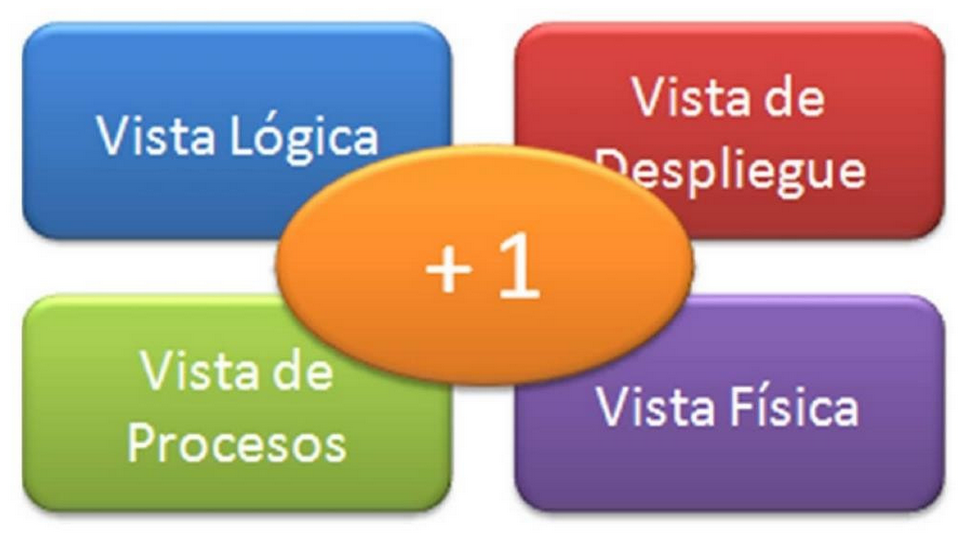 Vista Lógica
Vista de
Despliegue
+ 1
Vista de
Procesos
Vista Física